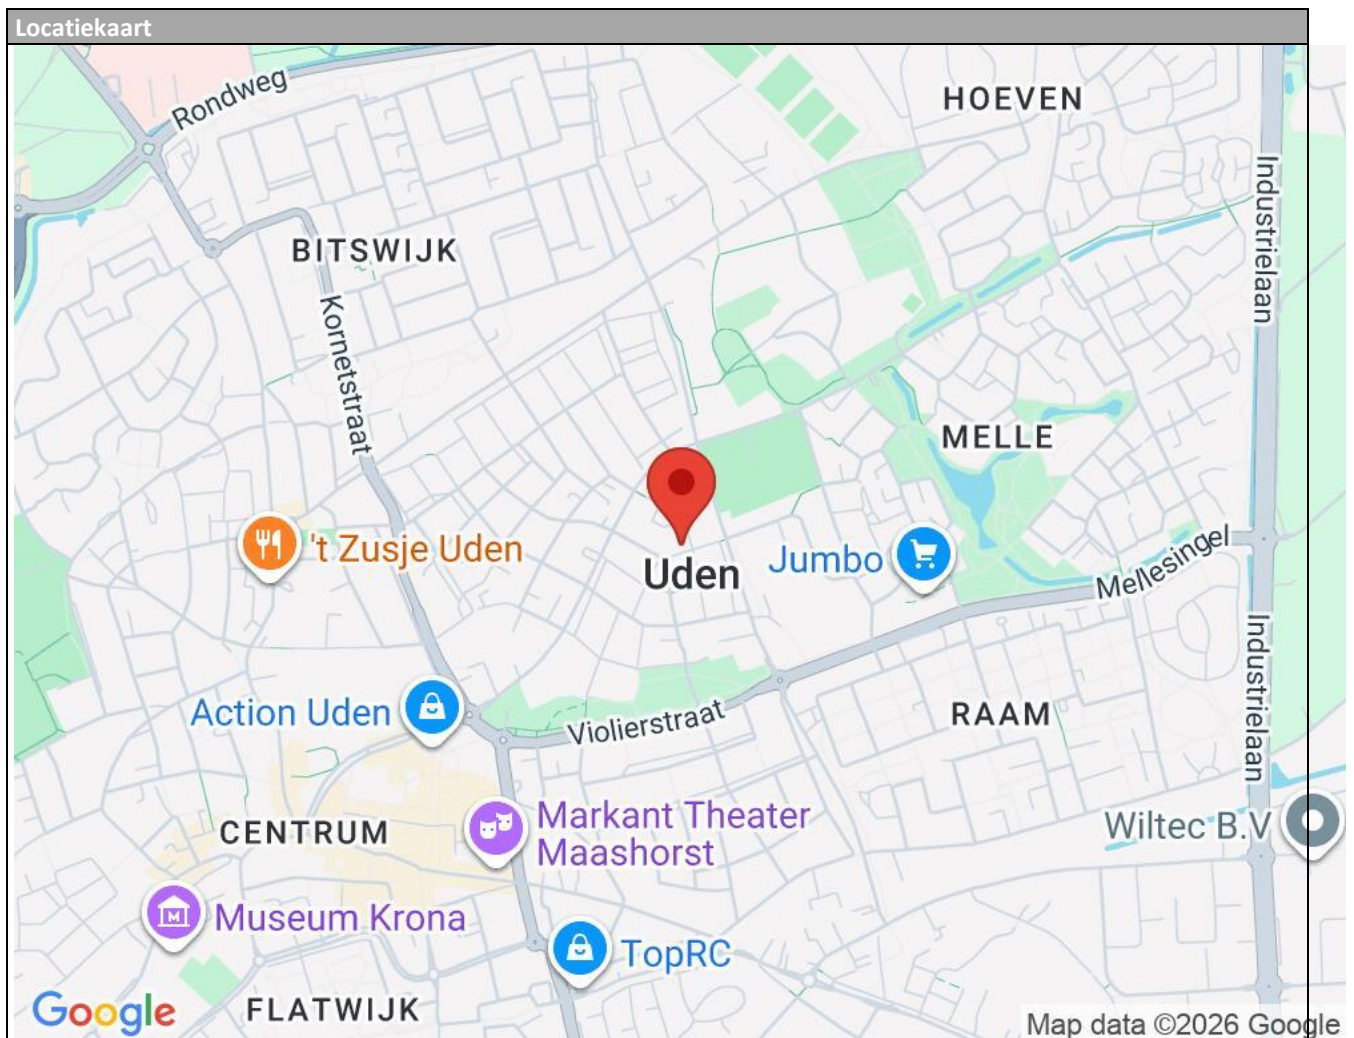 Locatiekaart
Rondweg
HOEVEN
Industrielaan
BITSWIJK
Kornetstraat
MELLE
't Zusje Uden
Uden
Jumbo
Mellesingel
Industrielaan
Action Uden
Violierstraat
RAAM
CENTRUM
Markant Theater
Maashorst
Wiltec B.V
Museum Krona
TopRC
Google
FLATWIJK
Map data ©2026 Google